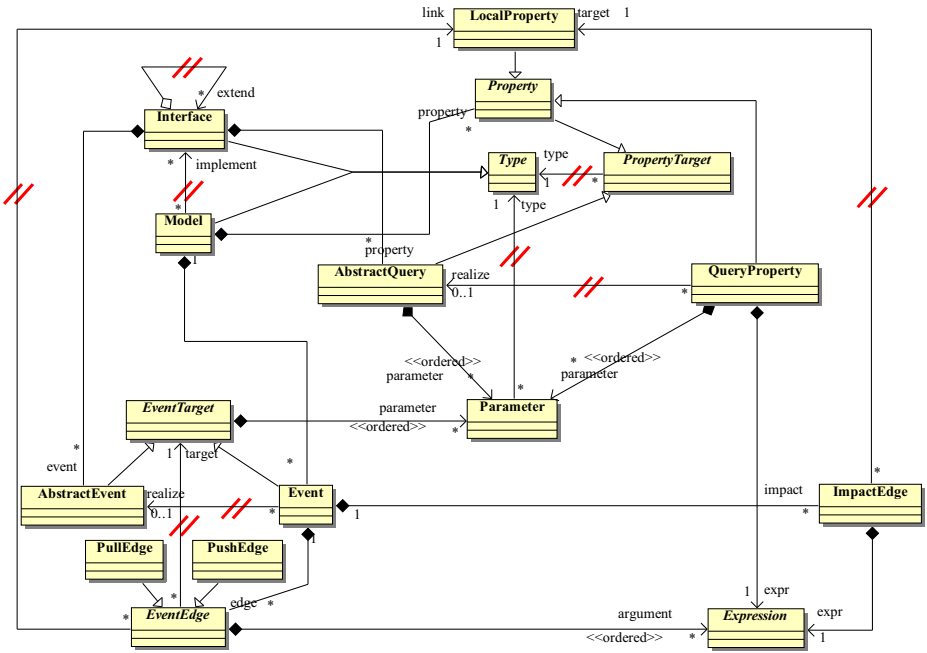 link
LocalProperty
target 1
1
Property
property
*
* extend
Interface
* implement
Type
type
PropertyTarget
1
*
1 type
*
Model
1
*
property
AbstractQuery
realize
0..1
QueryProperty
*
<<ordered>>
parameter *
* <<ordered>>
parameter
*
EventTarget
parameter
<<ordered>>
*
Parameter
1 target
*
*
event
AbstractEvent
realize
0..1
*
Event
1
impact
*
*
ImpactEdge
PullEdge
PushEdge
1
*
edge *
*
EventEdge
argument
<<ordered>>
*
1 expr
Expression
expr
1